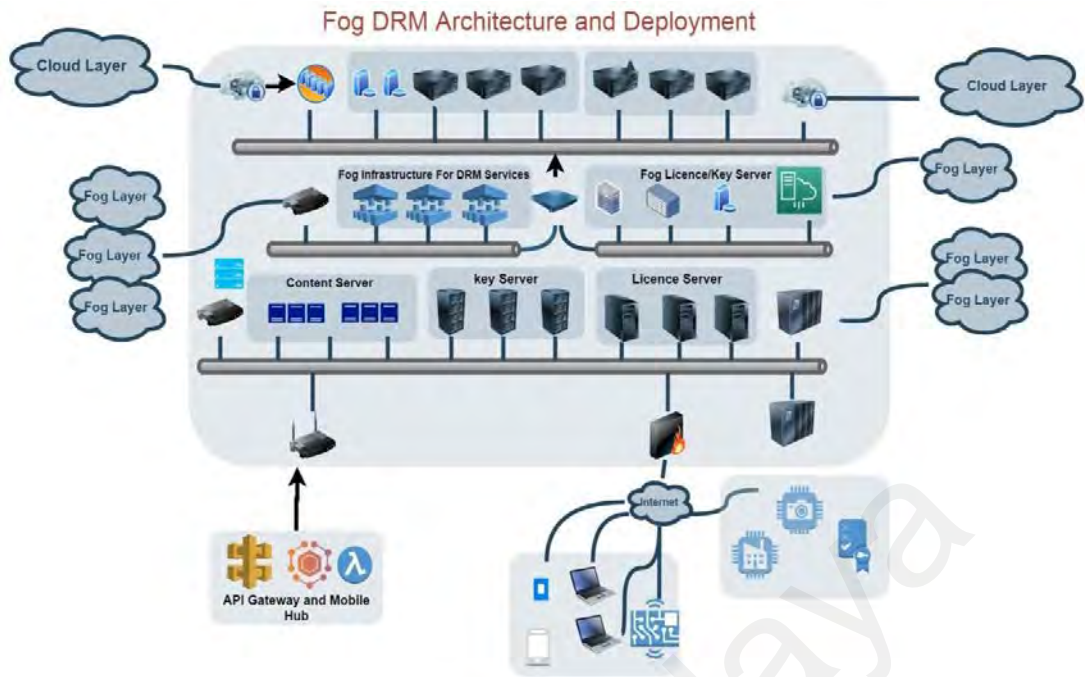 Fog DRM Architecture and Deployment
Cloud Layer
Cloud Layer
Fog Infrastructure For DRM Services
Fog Licence/Key Server
Fog Layer
Fog Layer
Fog Layer
Fog Layer
Fog Layer
Fog Layer
Content Server
key Server
Licence Server
Internet
API Gateway and Mobile
Hub